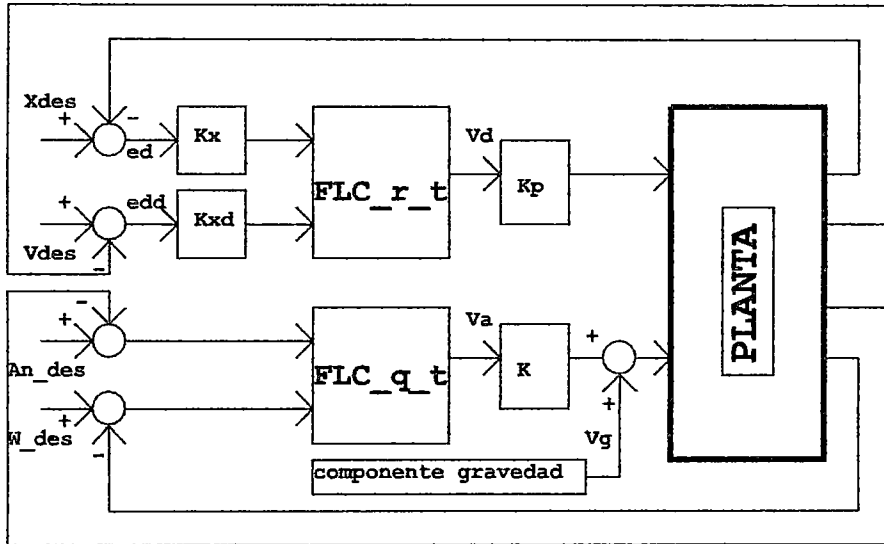 Xdes
+
-
ed
Kx
Vd
Kp
FLC_r_t
+
edd
Kxd
Vdes
-
PLANTA
-
+
An_des
Va
K
+
FLC_q_t
+
W_des
-
+
Vg
componente gravedad